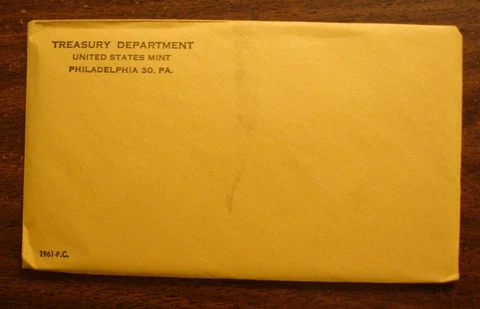 TREASURY DEPARTMENT
UNITED STATES MINT
PHILADELPHIA 30, PA.
1961-P.C.